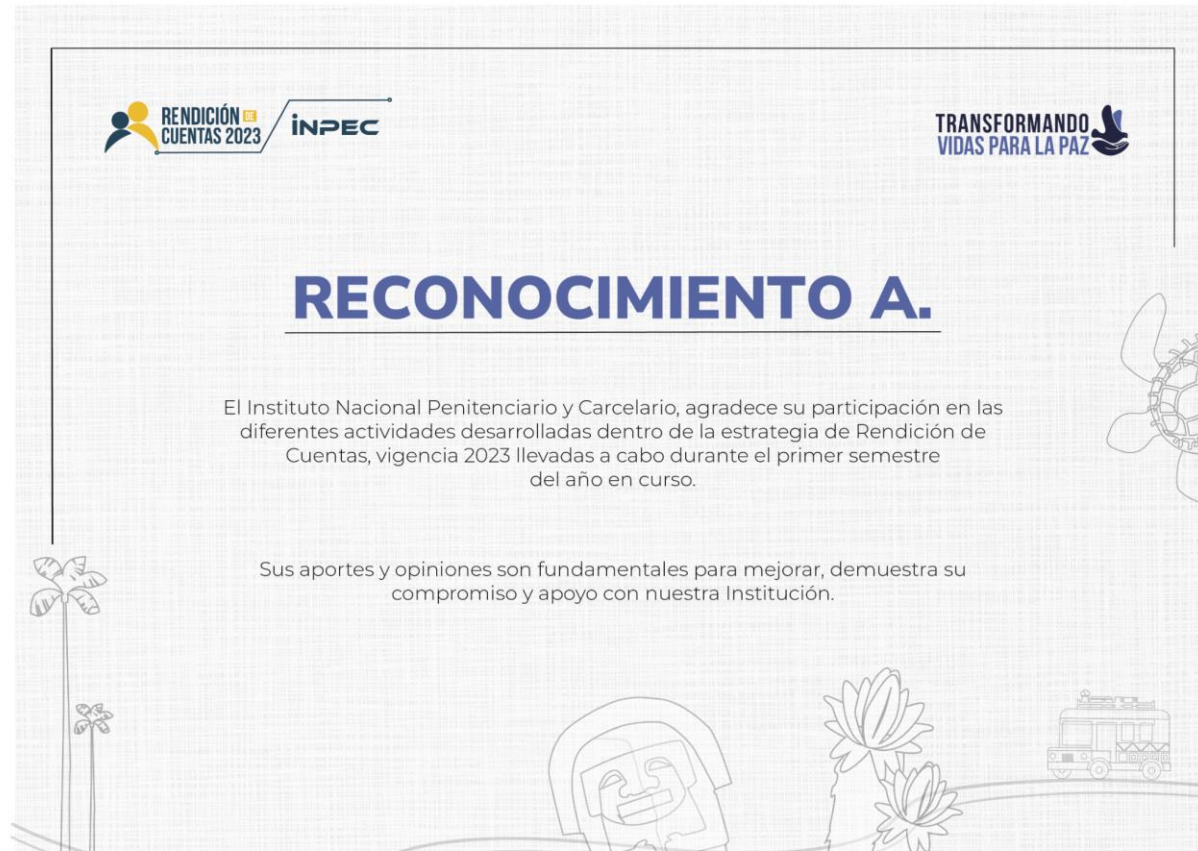 RENDICIÓN DE
CUENTAS 2023
INPEC
TRANSFORMANDO
VIDAS PARA LA PAZ
RECONOCIMIENTO A.
El Instituto Nacional Penitenciario y Carcelario, agradece su participación en las
diferentes actividades desarrolladas dentro de la estrategia de Rendición de
Cuentas, vigencia 2023 llevadas a cabo durante el primer semestre
del año en curso.
Sus aportes y opiniones son fundamentales para mejorar, demuestra su
compromiso y apoyo con nuestra Institución.